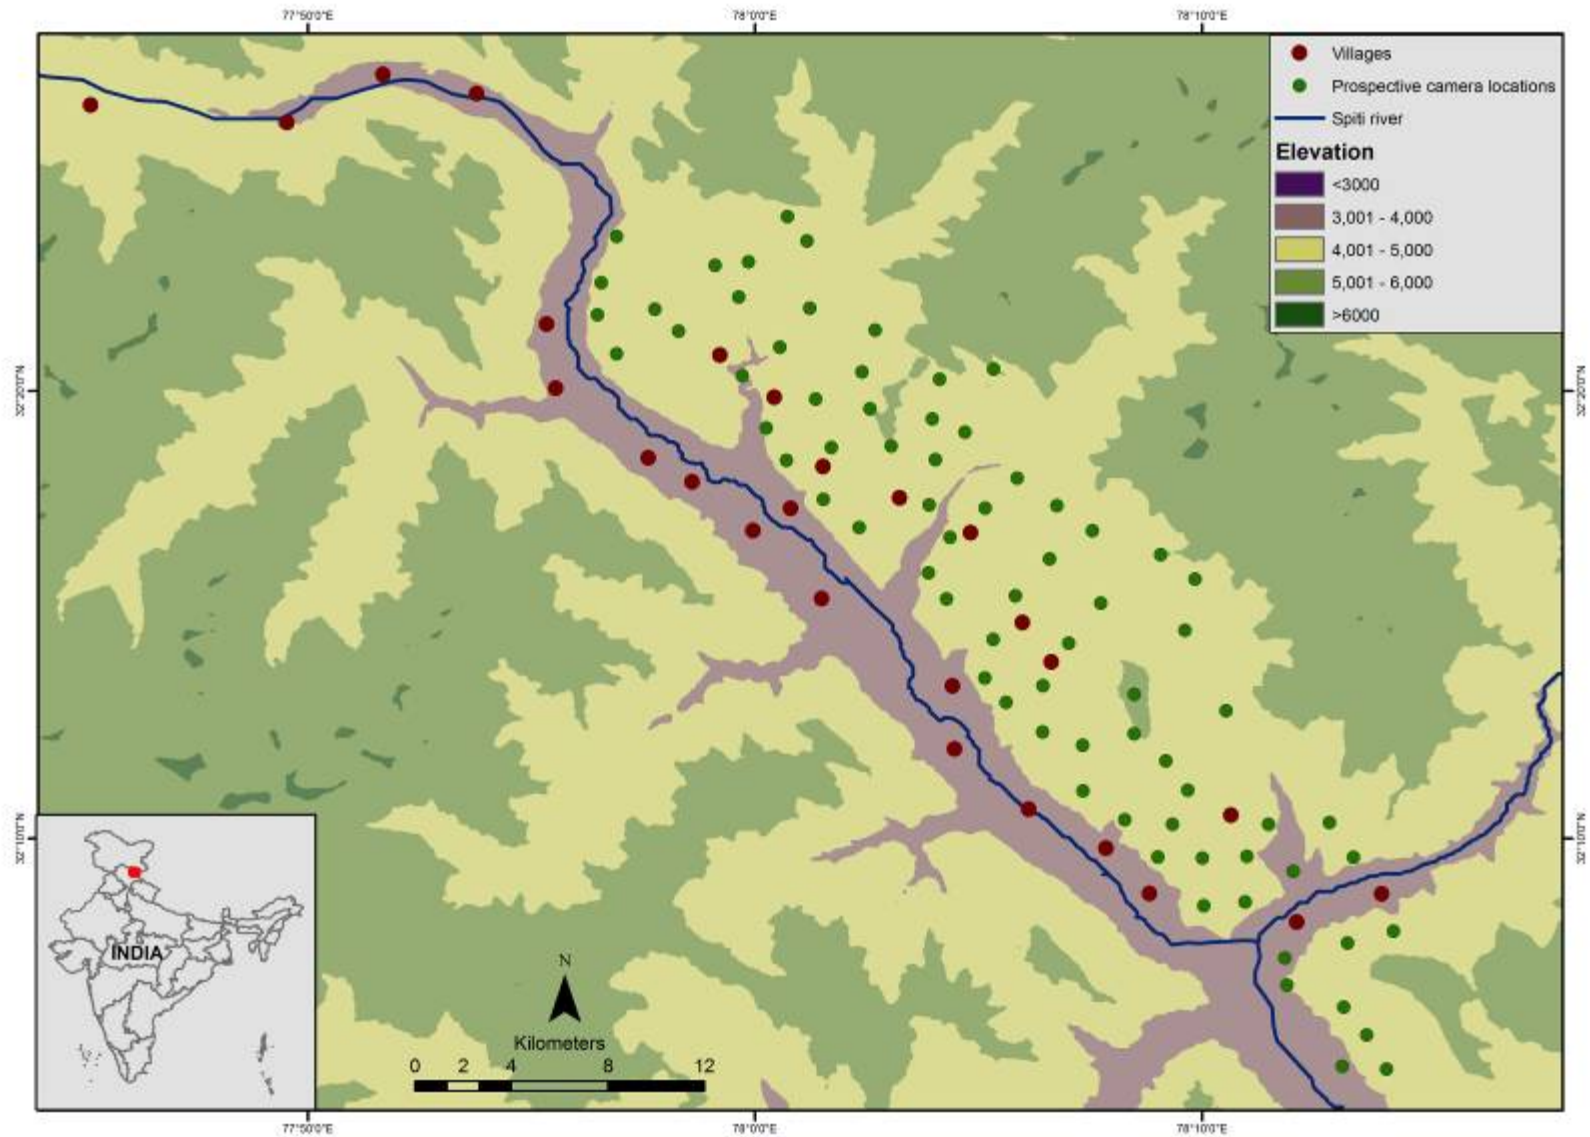 77°50'0"E 78°0'0"E 78°10'0"E
Villages
Prospective camera locations
Spiti river
Elevation
<3000
3,001 - 4,000
4,001 - 5,000
5,001 - 6,000
>6000
32°20'0"N 32°20'0"N
32°10'0"N 32°10'0"N
INDIA
N
Kilometers
0 2 4 8 12
77°50'0"E 78°0'0"E 78°10'0"E